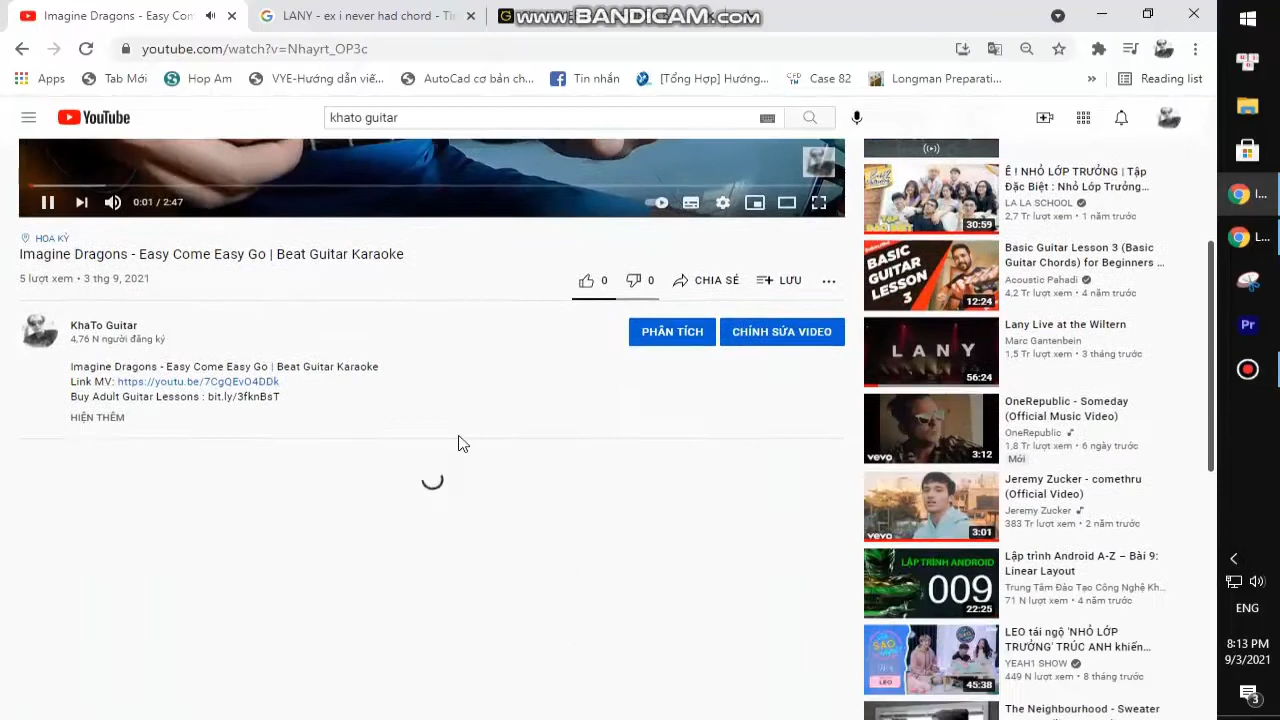 Imagine Dragons - Easy Com
LANY - ex i never had chord - Th
WWW.BANDICAM.COM
youtube.com/watch?v=Nhayrt_OP3c
Apps
Tab Mới
Hop Am
VYE-Hướng dẫn viế...
AutoCad cơ bản ch...
Tin nhắn
[Tổng Hợp] Hướng...
Case 82
Longman Preparati...
»
Reading list
YouTube
khato guitar
0:01 / 2:47
HOA KỲ
Imagine Dragons - Easy Come Easy Go | Beat Guitar Karaoke
5 lượt xem • 3 thg 9, 2021
0
0
CHIA SẺ
LƯU
KhaTo Guitar
4,76 N người đăng ký
PHÂN TÍCH
CHỈNH SỬA VIDEO
Imagine Dragons - Easy Come Easy Go | Beat Guitar Karaoke
Link MV: https://youtu.be/7CgQEvO4DDk
Buy Adult Guitar Lessons : bit.ly/3fknBsT
HIỆN THÊM
Ê ! NHỎ LỚP TRƯỞNG | Tập
Đặc Biệt : Nhỏ Lớp Trưởng...
LA LA SCHOOL
2,7 Tr lượt xem • 1 năm trước
30:59
BASIC
GUITAR
LESSON
3
12:24
Basic Guitar Lesson 3 (Basic
Guitar Chords) for Beginners ...
Acoustic Pahadi
4,2 Tr lượt xem • 4 năm trước
LANY
56:24
Lany Live at the Wiltern
Marc Gantenbein
1,5 Tr lượt xem • 3 tháng trước
vevo
3:12
OneRepublic - Someday
(Official Music Video)
OneRepublic
1,8 Tr lượt xem • 6 ngày trước
Mới
vevo
3:01
Jeremy Zucker - comethru
(Official Video)
Jeremy Zucker
383 Tr lượt xem • 2 năm trước
LẬP TRÌNH ANDROID
009
22:25
Lập trình Android A-Z – Bài 9:
Linear Layout
Trung Tâm Đào Tạo Công Nghệ Kh...
71 N lượt xem • 4 năm trước
SAO
LEO
45:38
LEO tái ngộ 'NHỎ LỚP
TRƯỞNG' TRÚC ANH khiến...
YEAH1 SHOW
449 N lượt xem • 8 tháng trước
The Neighbourhood - Sweater
I...
L...
Pr
ENG
8:13 PM
9/3/2021
3